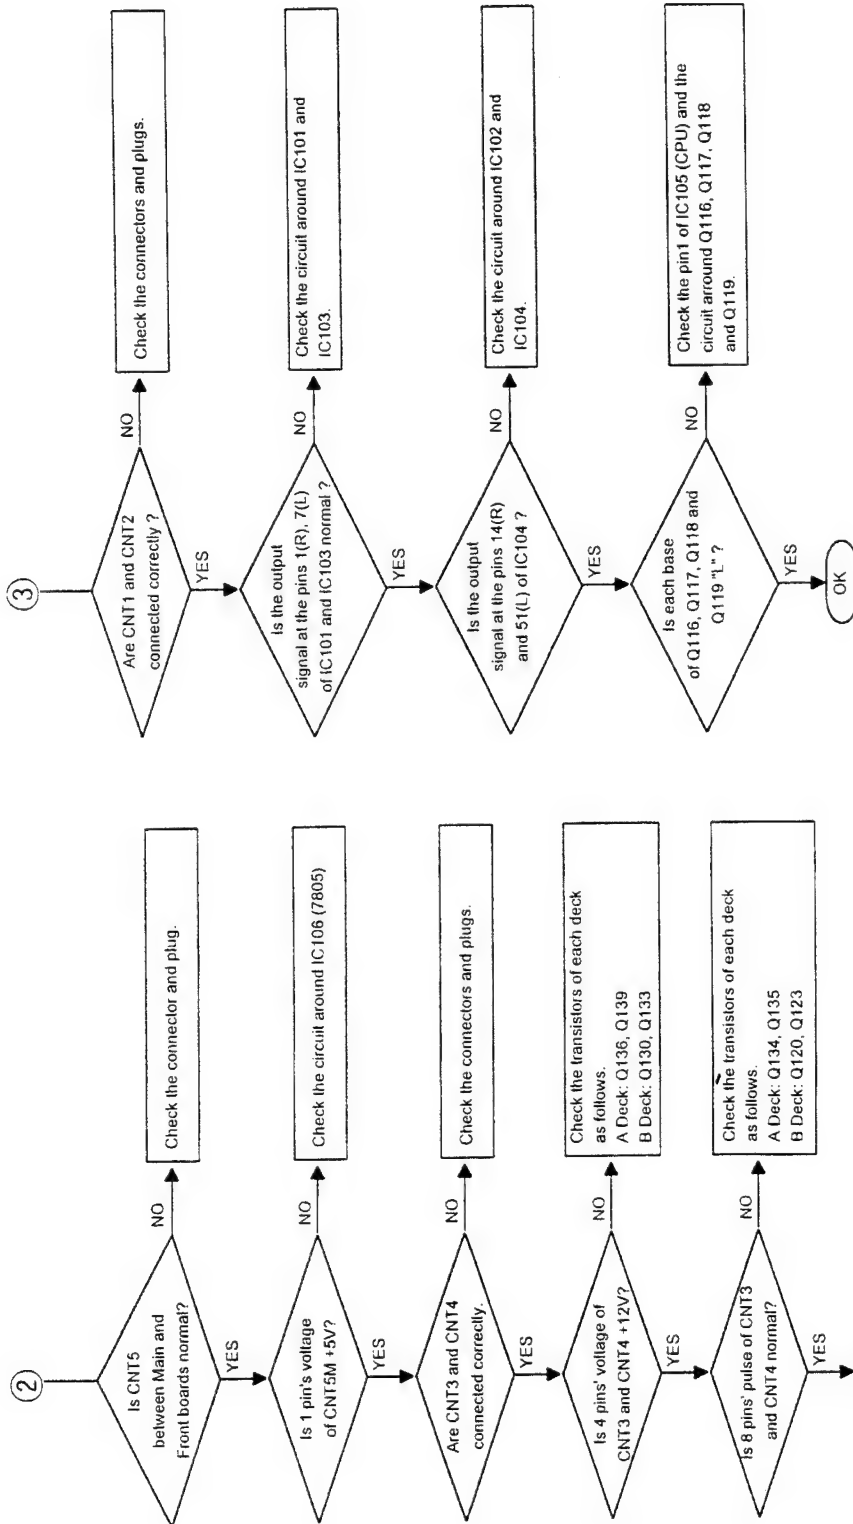 ②
Is CNT5
between Main and
Front boards normal?
NO
Check the connector and plug.
YES
Is 1 pin's voltage
of CNT5M +5V?
NO
Check the circuit around IC106 (7805)
YES
Are CNT3 and CNT4
connected correctly.
NO
Check the connectors and plugs.
YES
Is 4 pins' voltage of
CNT3 and CNT4 +12V?
NO
Check the transistors of each deck
as follows.
A Deck: Q136, Q139
B Deck: Q130, Q133
YES
Is 8 pins' pulse of CNT3
and CNT4 normal?
NO
Check the transistors of each deck
as follows.
A Deck: Q134, Q135
B Deck: Q120, Q123
YES
③
Are CNT1 and CNT2
connected correctly ?
NO
Check the connectors and plugs.
YES
Is the output
signal at the pins 1(R), 7(L)
of IC101 and IC103 normal ?
NO
Check the circuit around IC101 and
IC103.
YES
Is the output
signal at the pins 14(R)
and 51(L) of IC104 ?
NO
Check the circuit around IC102 and
IC104.
YES
Is each base
of Q116, Q117, Q118 and
Q119 "L" ?
NO
Check the pin1 of IC105 (CPU) and the
circuit arround Q116, Q117, Q118
and Q119.
YES
OK